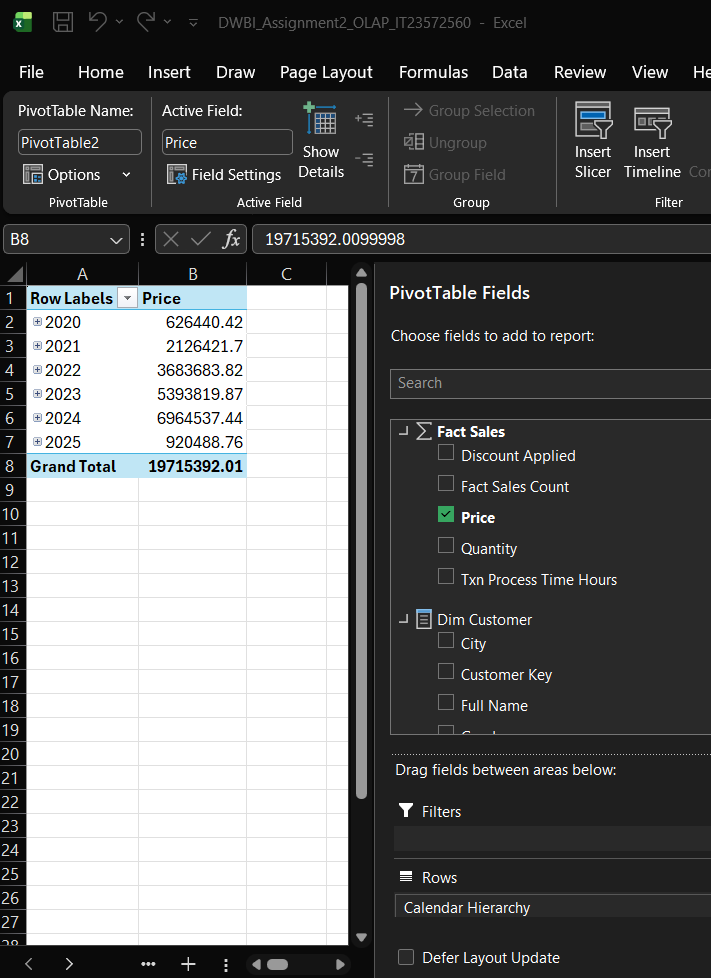 DWBI_Assignment2_OLAP_IT23572560 - Excel
File Home Insert Draw Page Layout Formulas Data Review View He
PivotTable Name: Active Field:
PivotTable2 Price
Options Field Settings
Show Details
Group Selection
Ungroup
7 Group Field
Insert Slicer
Insert Timeline
Con
PivotTable Active Field Group Filter
B8 fx 19715392.0099998
A B C
1 Row Labels Price
2 2020 626440.42
3 2021 2126421.7
4 2022 3683683.82
5 2023 5393819.87
6 2024 6964537.44
7 2025 920488.76
8 Grand Total 19715392.01
9
10
11
12
13
14
15
16
17
18
19
20
21
22
23
24
25
26
27
28
PivotTable Fields
Choose fields to add to report:
Search
Fact Sales
Discount Applied
Fact Sales Count
Price
Quantity
Txn Process Time Hours
Dim Customer
City
Customer Key
Full Name
Drag fields between areas below:
Filters
Rows
Calendar Hierarchy
Defer Layout Update